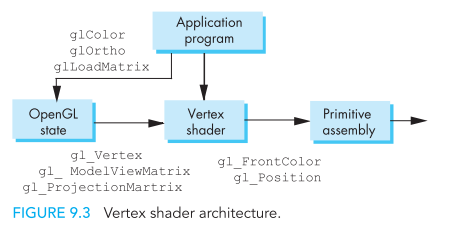 Application
program
glColor
glOrtho
glLoadMatrix
OpenGL
state
Vertex
shader
Primitive
assembly
gl_Vertex
gl_ ModelViewMatrix
gl_ProjectionMartrix
gl_FrontColor
gl_Position
FIGURE 9.3 Vertex shader architecture.